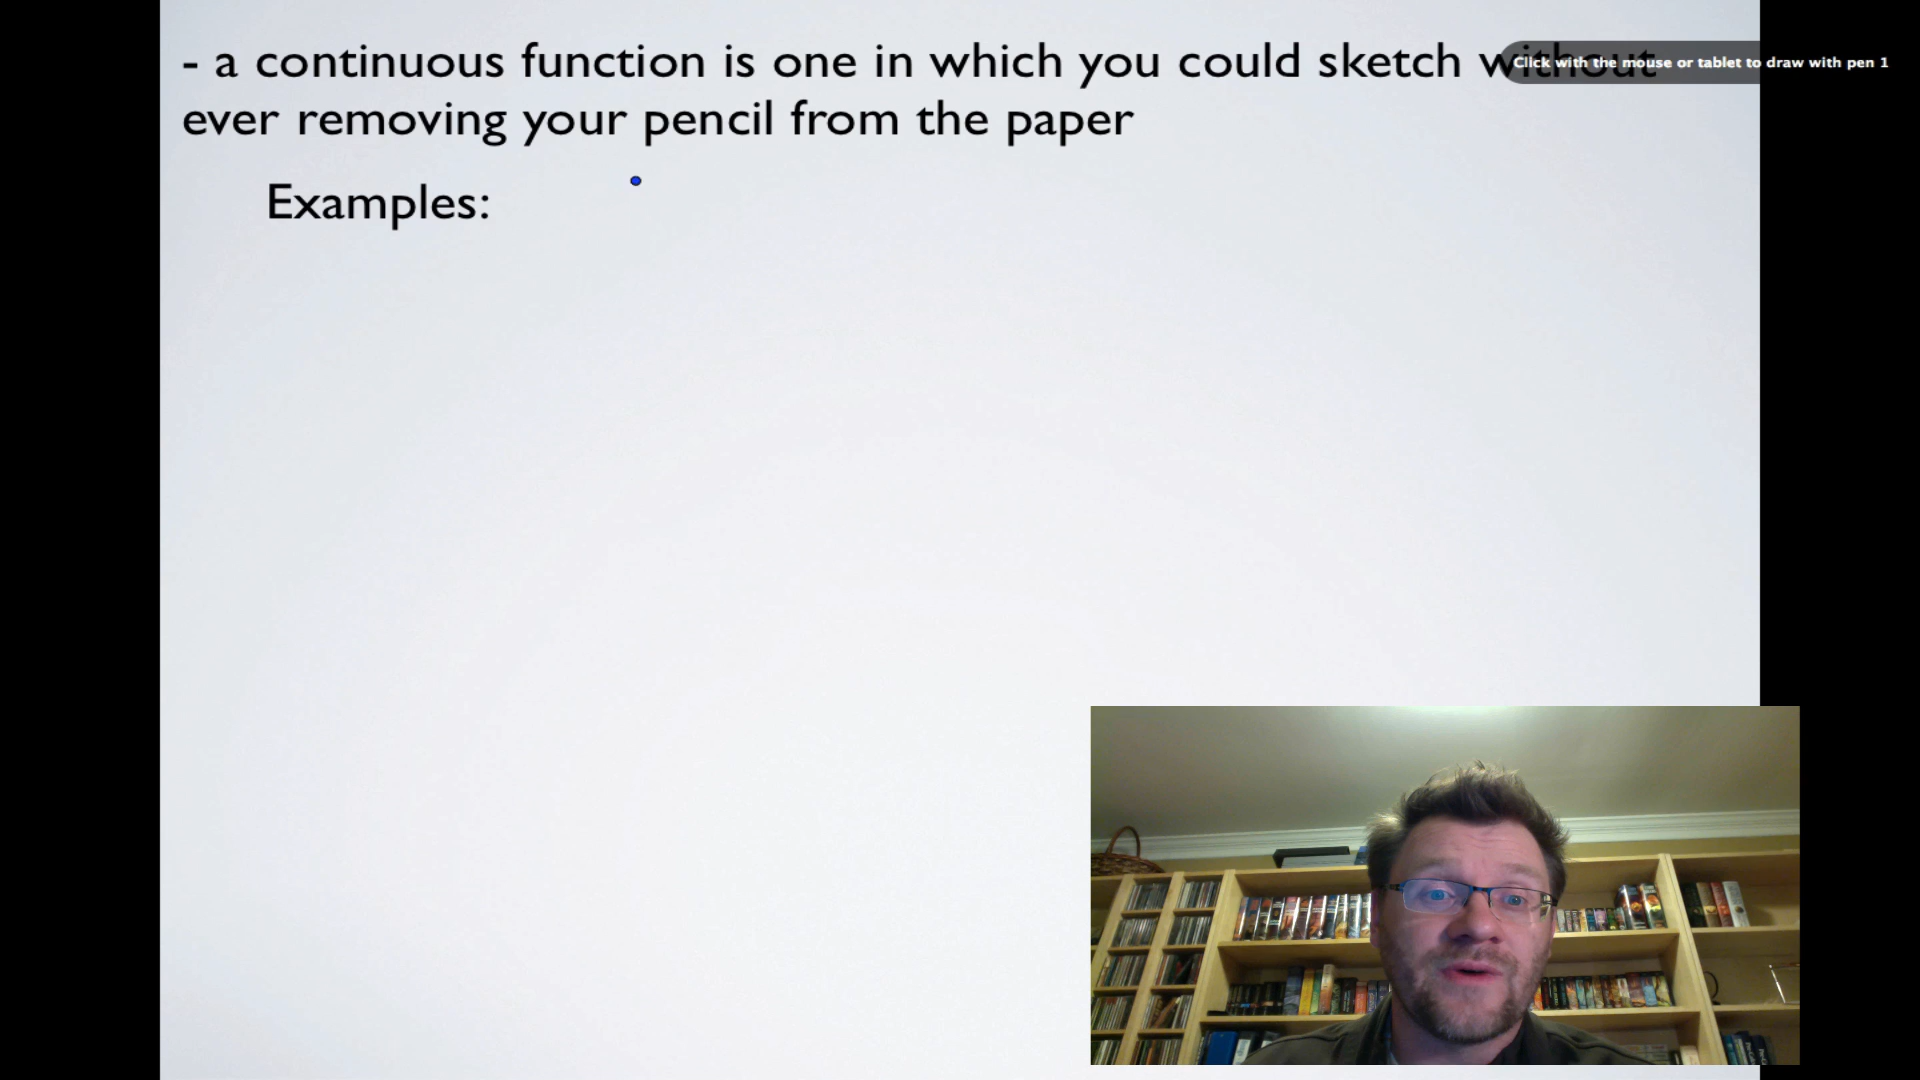 - a continuous function is one in which you could sketch without
Click with the mouse or tablet to draw with pen 1
ever removing your pencil from the paper
Examples: